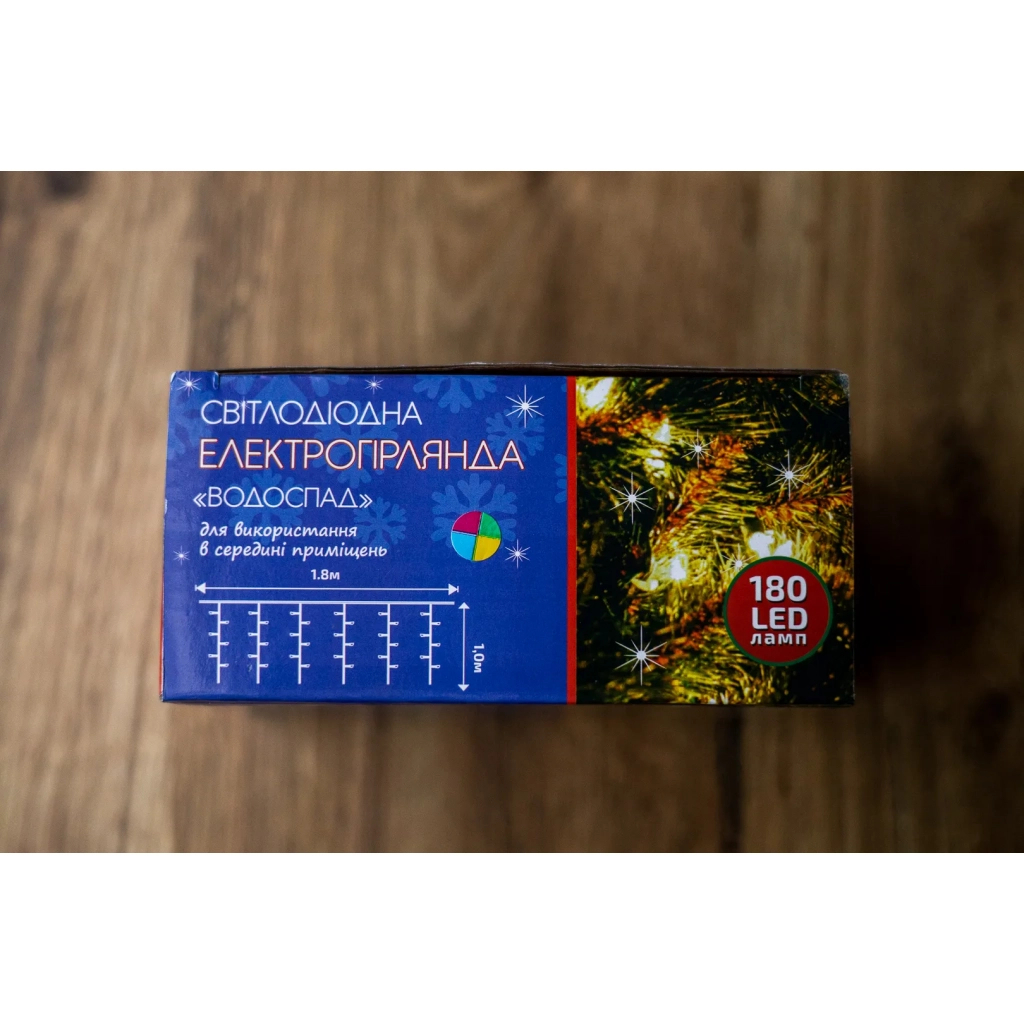 СВІТЛОДІОДНА
ЕЛЕКТРОГІРЛЯНДА
«ВОДОСПАД»
для використання
в середині приміщень
1.8м
1,0м
180
LED
ламп